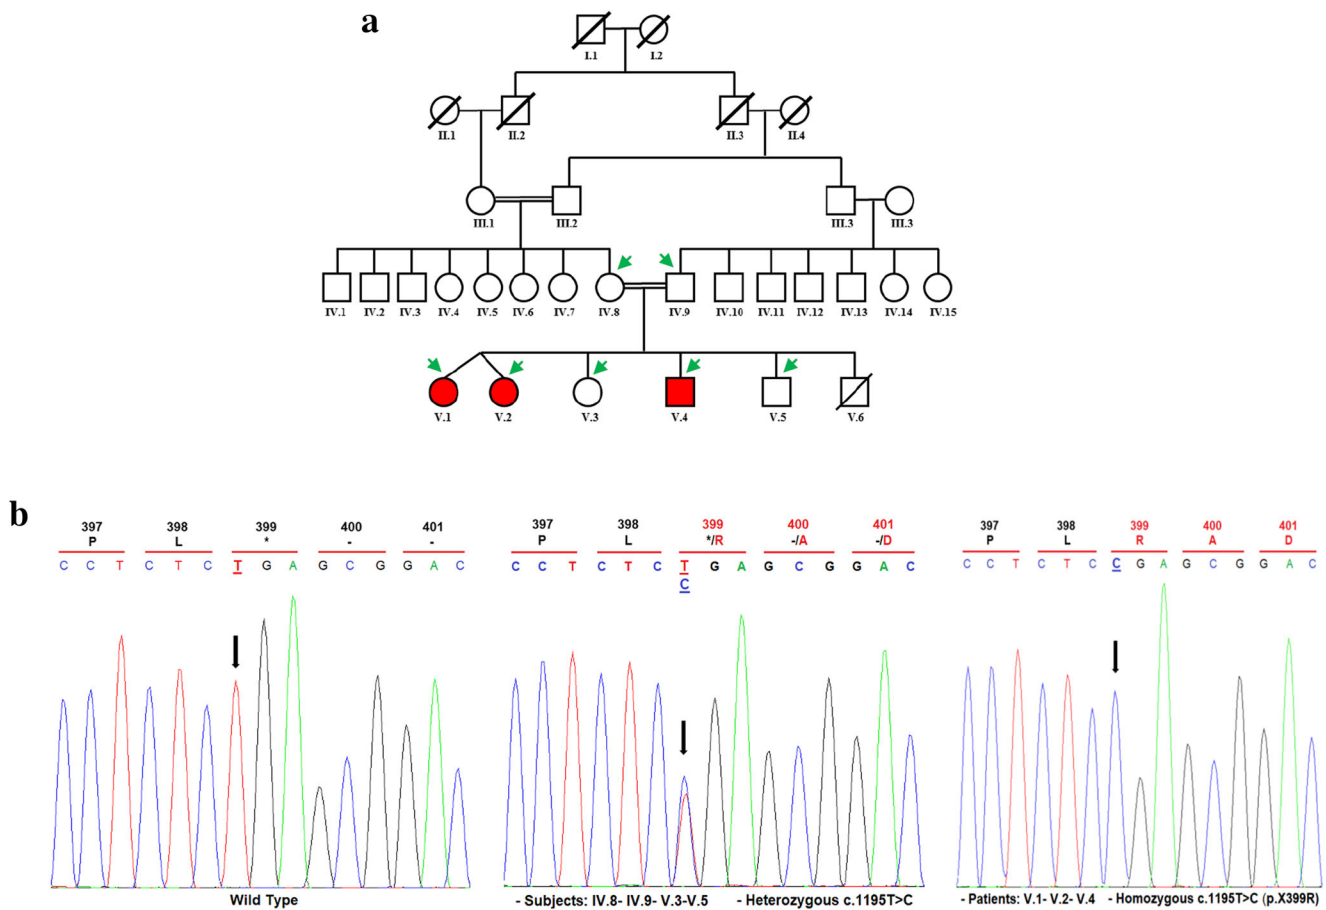 a
I.1 I.2
II.1 II.2 II.3 II.4
III.1 III.2 III.3 III.3
IV.1 IV.2 IV.3 IV.4 IV.5 IV.6 IV.7 IV.8 IV.9 IV.10 IV.11 IV.12 IV.13 IV.14 IV.15
V.1 V.2 V.3 V.4 V.5 V.6
b
397 398 399 400 401
P L * - -
C C T C T C T G A G C G G A C
Wild Type
397 398 399 400 401
P L */R -/A -/D
C C T C T C T G A G C G G A C
C
- Subjects: IV.8- IV.9- V.3-V.5 - Heterozygous c.1195T>C
397 398 399 400 401
P L R A D
C C T C T C C G A G C G G A C
- Patients: V.1- V.2- V.4 - Homozygous c.1195T>C (p.X399R)